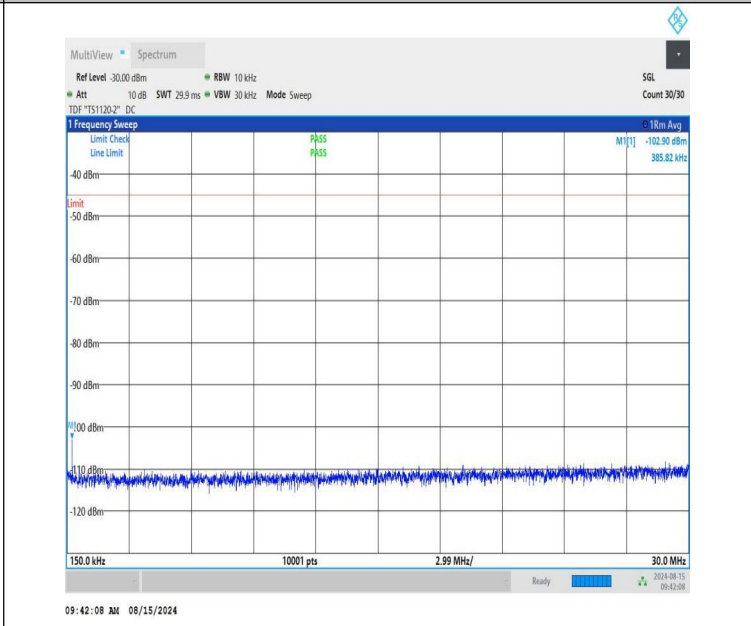 MultiView Spectrum
Ref Level -30.00 dBm RBW 10 kHz SGL
Att 10 dB SWT 29.9 ms VBW 30 kHz Mode Sweep Count 30/30
TDF "TS1120-2" DC
1 Frequency Sweep 1Rm Avg
Limit Check PASS M1[1] -102.90 dBm
Line Limit PASS 385.82 kHz
-40 dBm
Limit
-50 dBm
-60 dBm
-70 dBm
-80 dBm
-90 dBm
M1
-100 dBm
-110 dBm
-120 dBm
150.0 kHz 10001 pts 2.99 MHz/ 30.0 MHz
Ready 2024-08-15
09:42:08
09:42:08 AM 08/15/2024